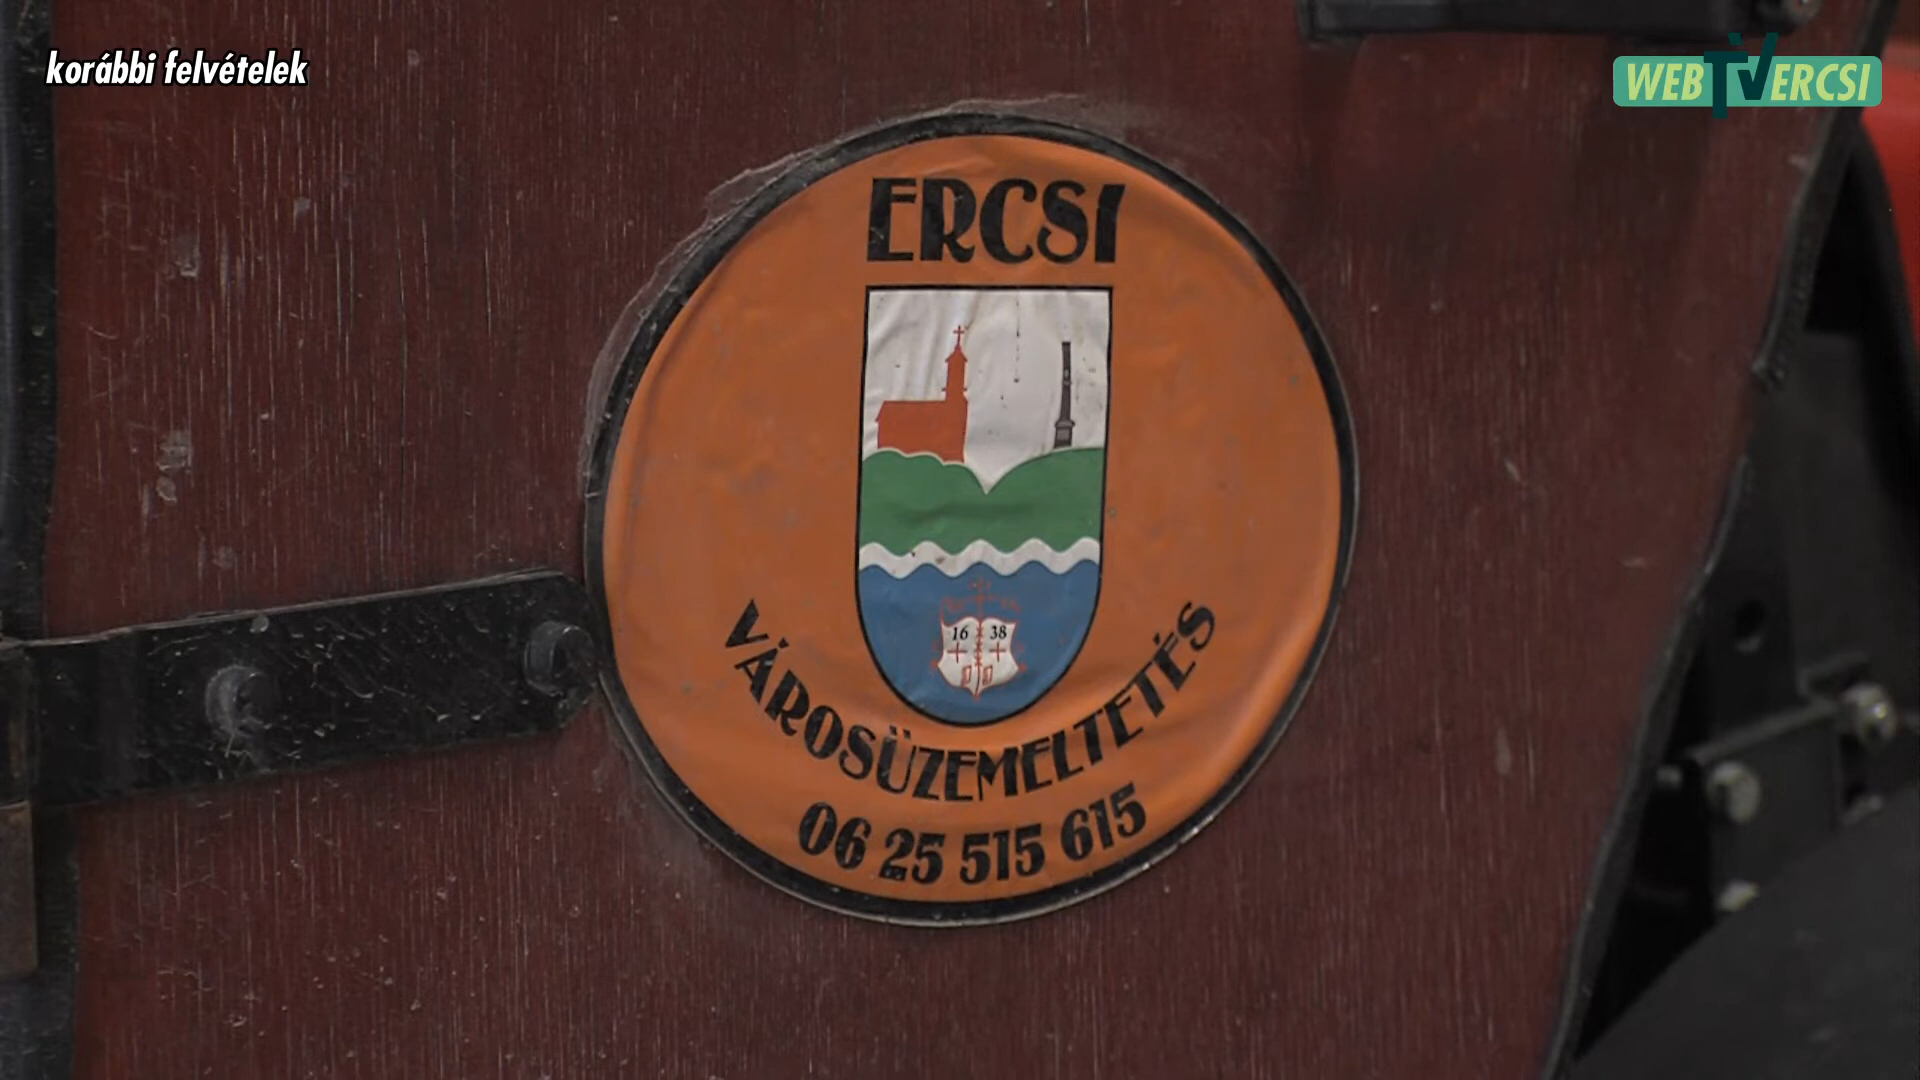 korábbi felvételek
WEB TV ERCSI
ERCSI
16 38
VÁROSÜZEMELTETÉS
06 25 515 615